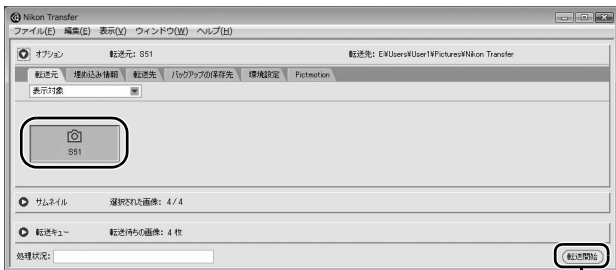 Nikon Transfer
ファイル(F) 編集(E) 表示(V) ウィンドウ(W) ヘルプ(H)
オプション 転送元: S51 転送先: E:¥Users¥User1¥Pictures¥Nikon Transfer
転送元 埋め込み情報 転送先 バックアップの保存先 環境設定 Pictmotion
表示対象
S51
サムネイル 選択された画像: 4/4
転送キュー 転送待ちの画像: 4 枚
処理状況: 転送開始